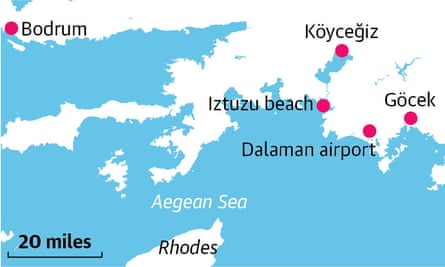 Bodrum
Köyceğiz
Iztuzu beach
Göcek
Dalaman airport
Aegean Sea
20 miles
Rhodes